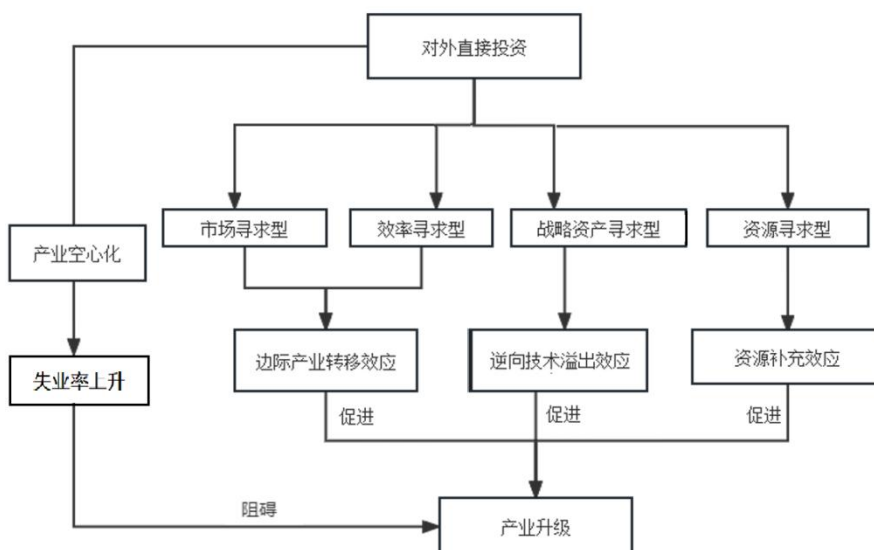 对外直接投资
市场寻求型
效率寻求型
战略资产寻求型
资源寻求型
产业空心化
边际产业转移效应
逆向技术溢出效应
资源补充效应
失业率上升
促进
促进
促进
阻碍
产业升级